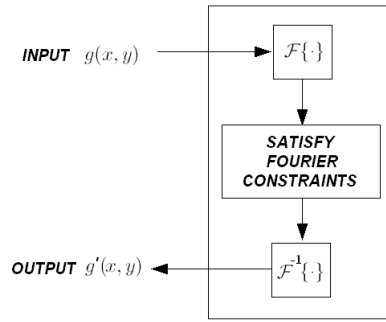 INPUT g(x, y)
F{·}
SATISFY
FOURIER
CONSTRAINTS
F⁻¹{·}
OUTPUT g'(x, y)